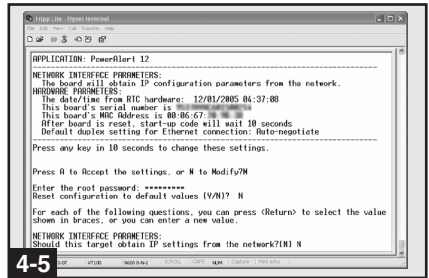 tripp lite - HyperTerminal
File Edit View Call Transfer Help
APPLICATION: PowerAlert 12
NETWORK INTERFACE PARAMETERS:
The board will obtain IP configuration parameters from the network.
HARDWARE PARAMETERS:
The date/time from RTC hardware: 12/01/2005 04:37:08
This board's serial number is
This board's MAC Address is 00:06:67:
After board is reset, start-up code will wait 10 seconds
Default duplex setting for Ethernet connection: Auto-negotiate
Press any key in 10 seconds to change these settings.
Press A to Accept the settings, or N to Modify?M
Enter the root password: *********
Reset configuration to default values (Y/N)? N
For each of the following questions, you can press <Return> to select the value
shown in braces, or you can enter a new value.
NETWORK INTERFACE PARAMETERS:
Should this target obtain IP settings from the network?[N] N
4-5
VT100 9600 8-N-1 SCROLL CAPS NUM Capture Print echo